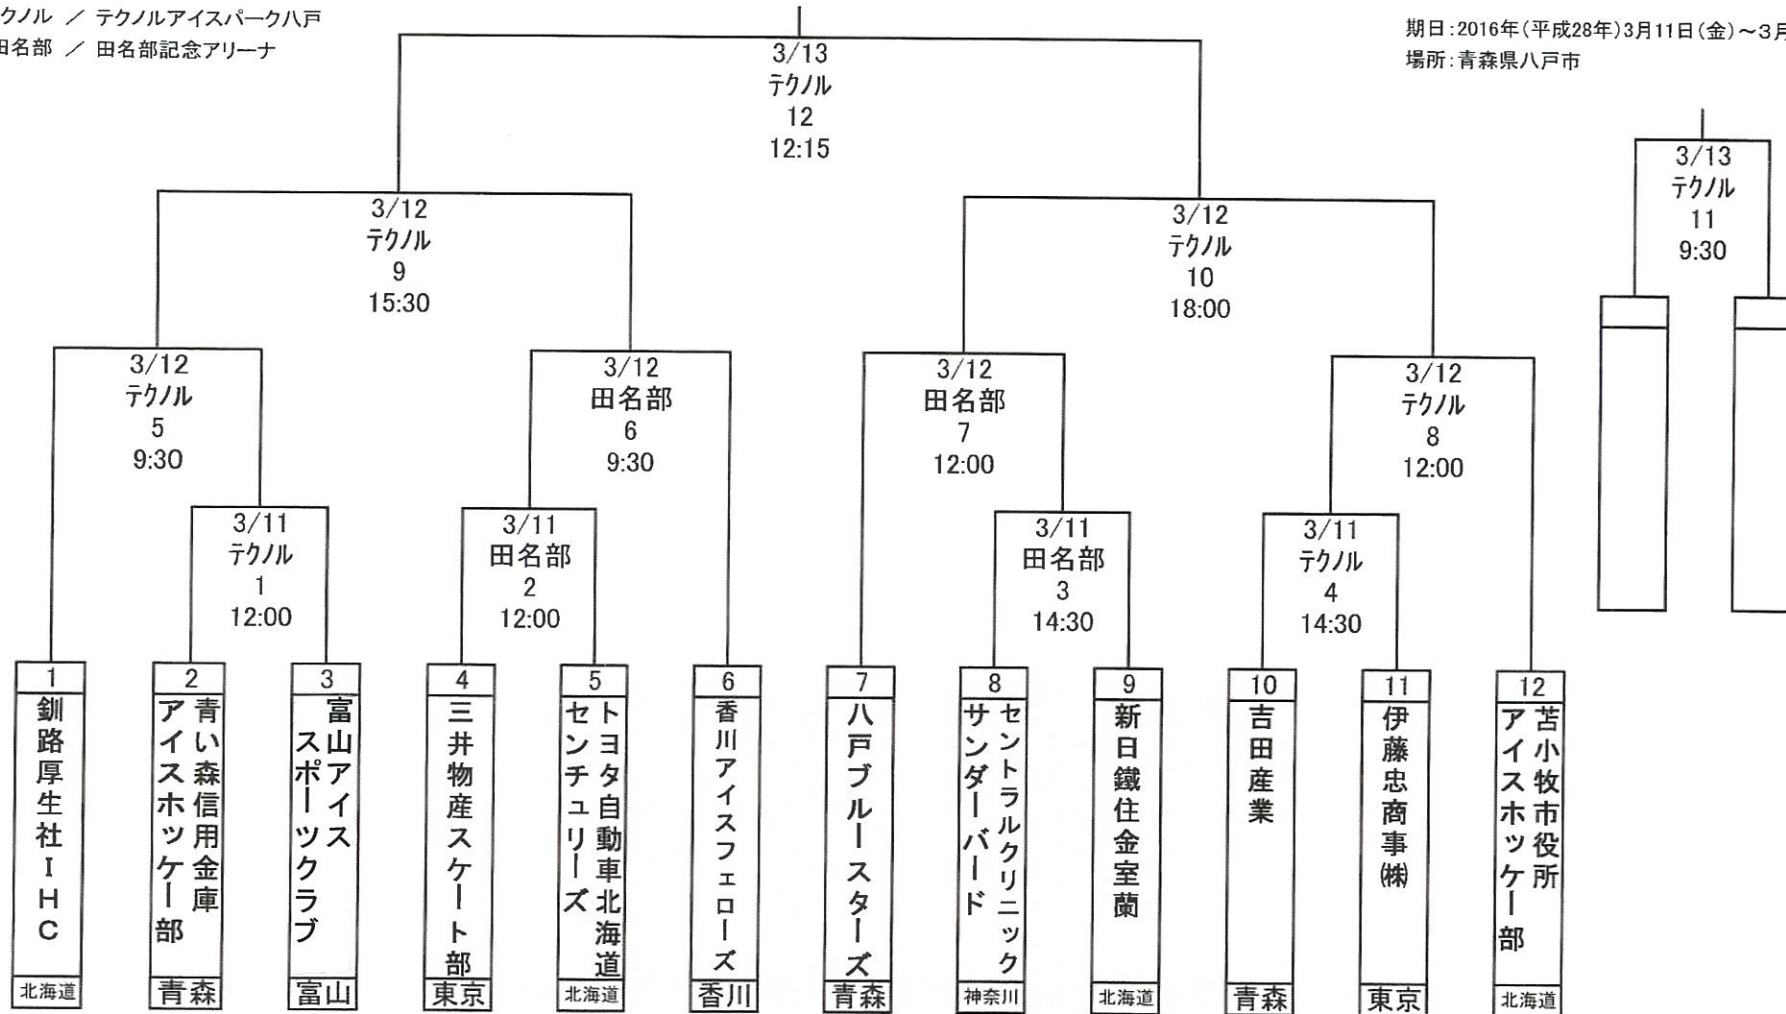 クノル ／ テクノルアイスパーク八戸
田名部 ／ 田名部記念アリーナ
期日：2016年（平成28年）3月11日（金）～3月
場所：青森県八戸市
3/13
テクノル
12
12:15
3/13
テクノル
11
9:30
3/12
テクノル
9
15:30
3/12
テクノル
10
18:00
3/12
テクノル
5
9:30
3/12
田名部
6
9:30
3/12
田名部
7
12:00
3/12
テクノル
8
12:00
3/11
テクノル
1
12:00
3/11
田名部
2
12:00
3/11
田名部
3
14:30
3/11
テクノル
4
14:30
1
釧路厚生社ＩＨＣ
北海道
2
青い森信用金庫
アイスホッケー部
青森
3
富山アイス
スポーツクラブ
富山
4
三井物産スケート部
東京
5
トヨタ自動車北海道
センチュリーズ
北海道
6
香川アイスフェローズ
香川
7
八戸ブルースターズ
青森
8
セントラルクリニック
サンダーバード
神奈川
9
新日鐵住金室蘭
北海道
10
吉田産業
青森
11
伊藤忠商事㈱
東京
12
苫小牧市役所
アイスホッケー部
北海道